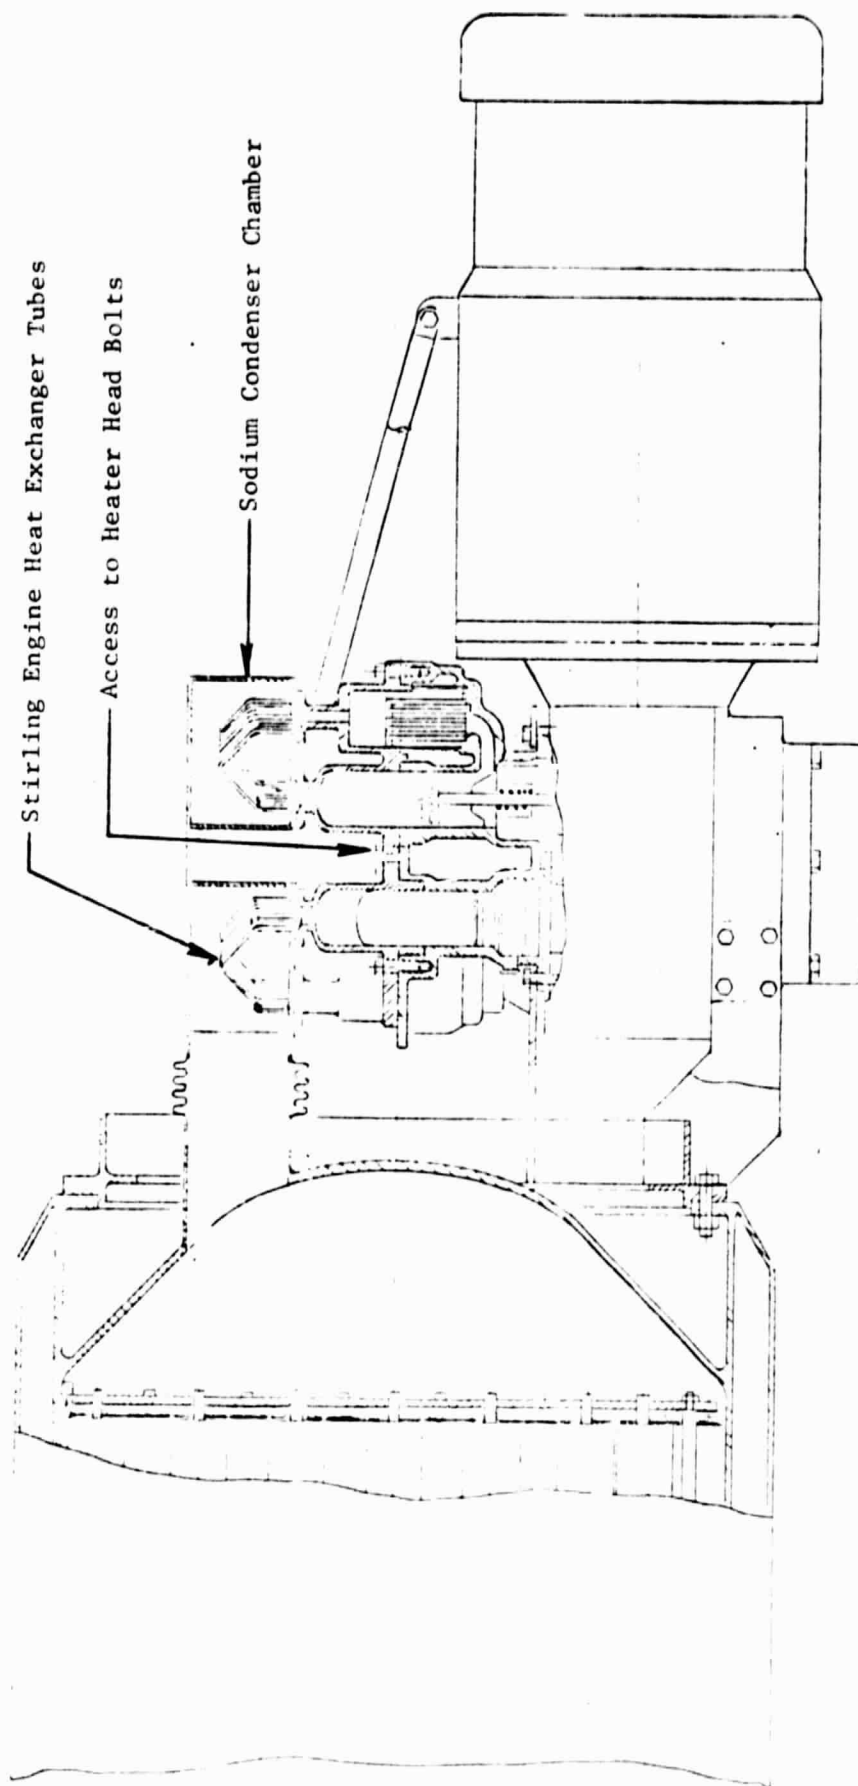 Stirling Engine Heat Exchanger Tubes
Access to Heater Head Bolts
Sodium Condenser Chamber